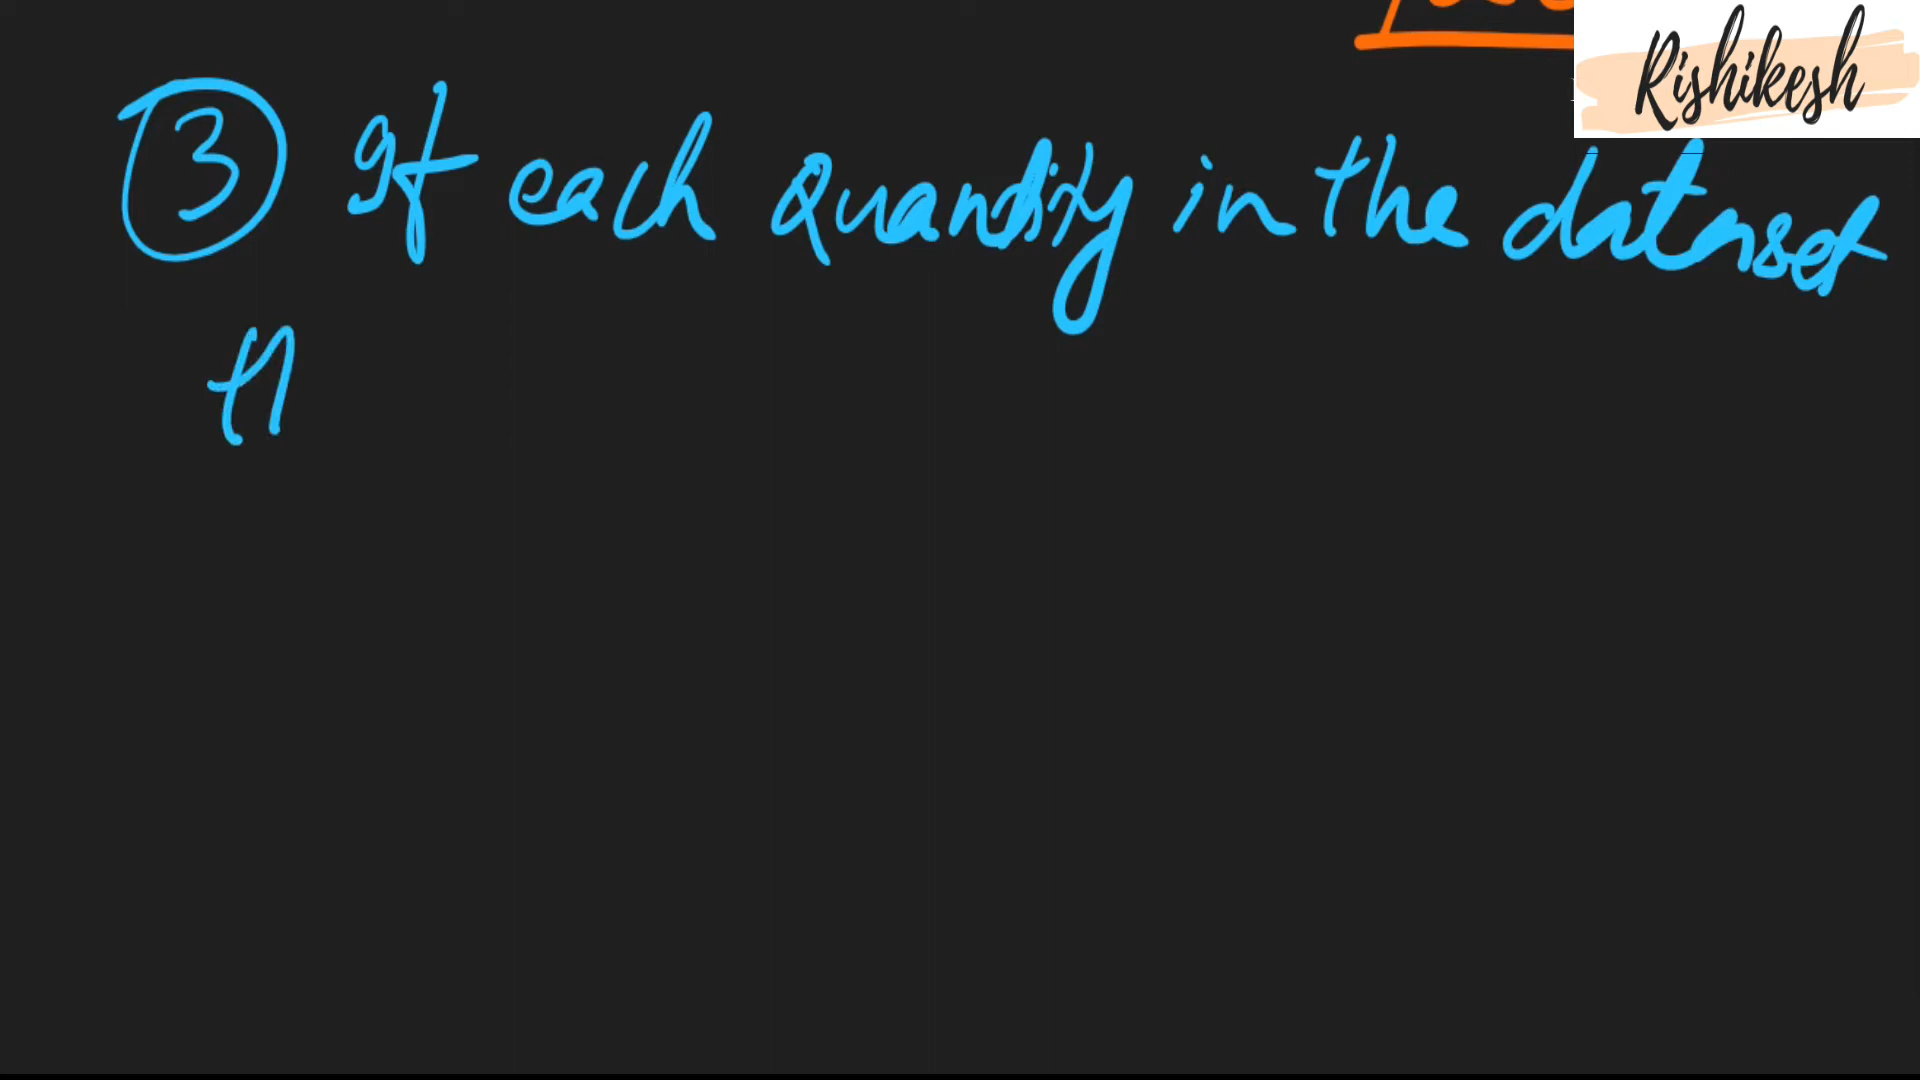 Rishikesh
③ If each Quantity in the dataset